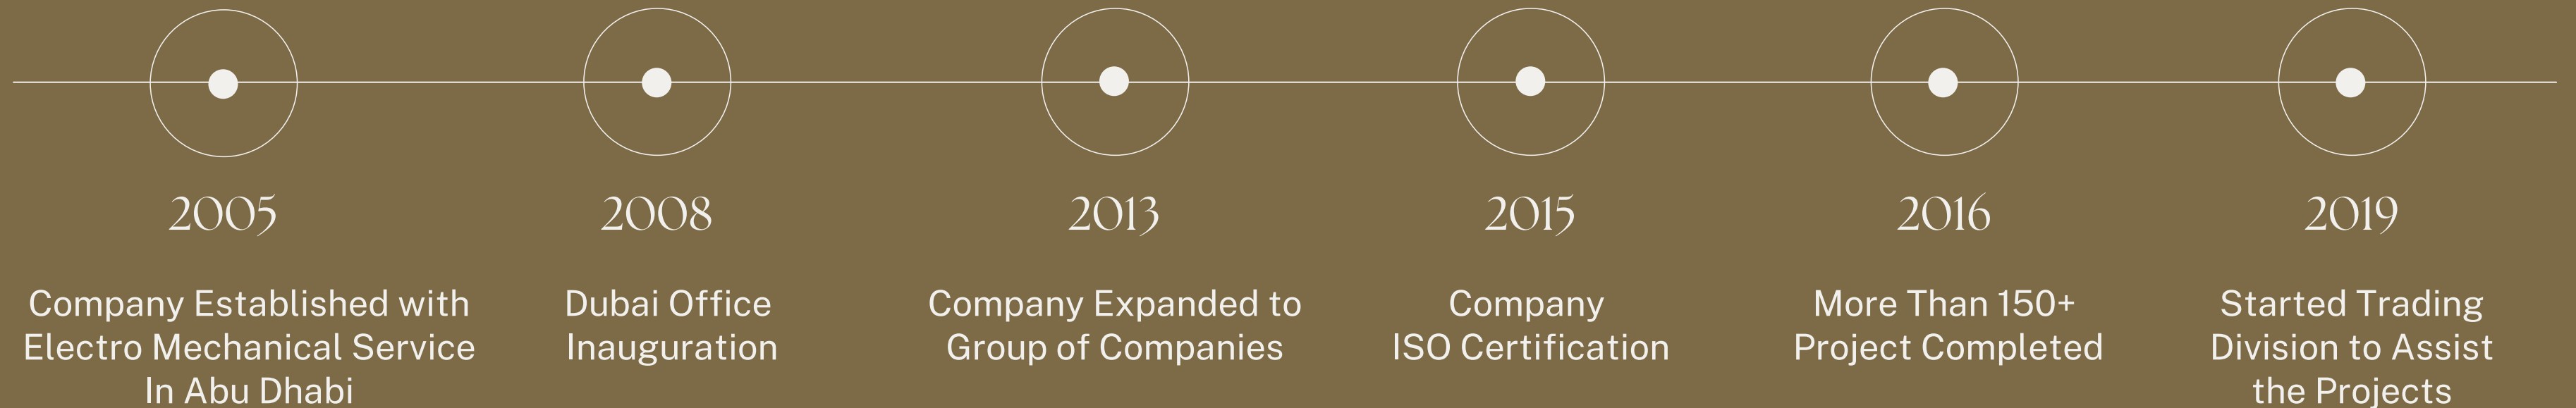 2005
Company Established with
Electro Mechanical Service
In Abu Dhabi
2008
Dubai Office
Inauguration
2013
Company Expanded to
Group of Companies
2015
Company
ISO Certification
2016
More Than 150+
Project Completed
2019
Started Trading
Division to Assist
the Projects